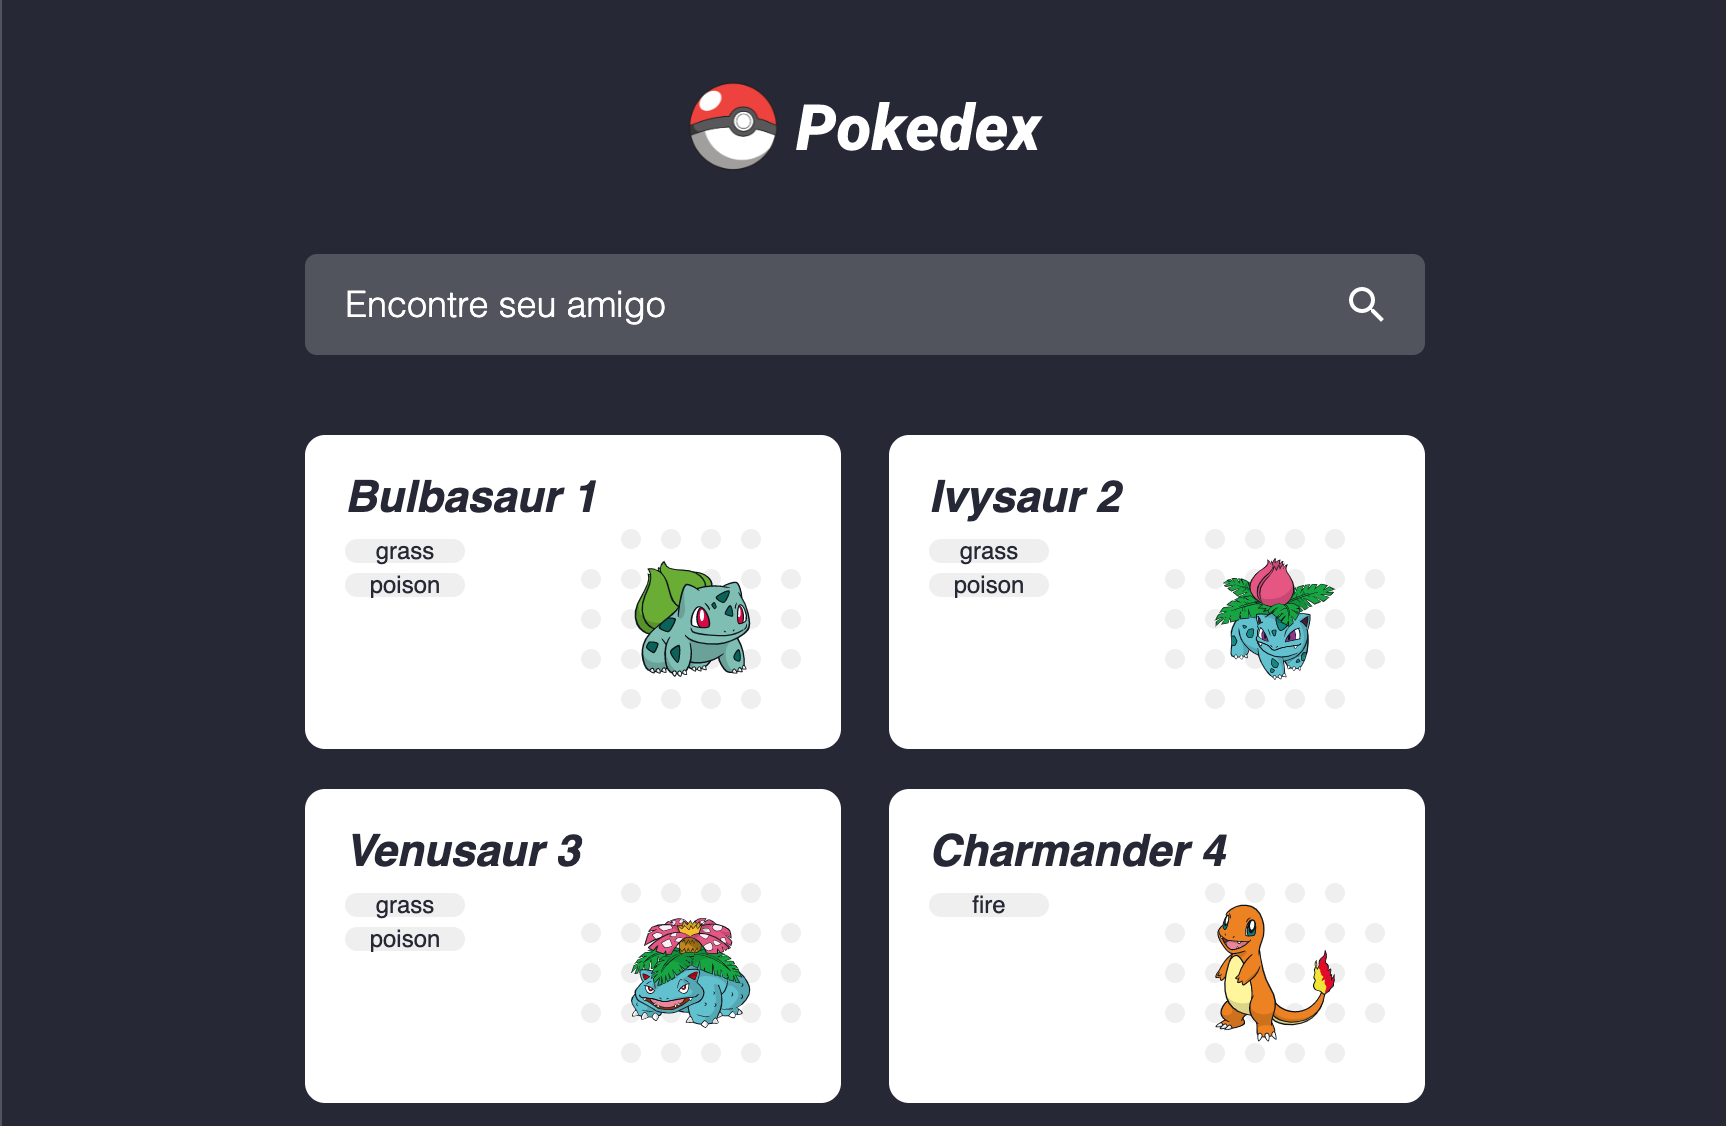 Pokedex
Encontre seu amigo
Bulbasaur 1
grass
poison
Ivysaur 2
grass
poison
Venusaur 3
grass
poison
Charmander 4
fire